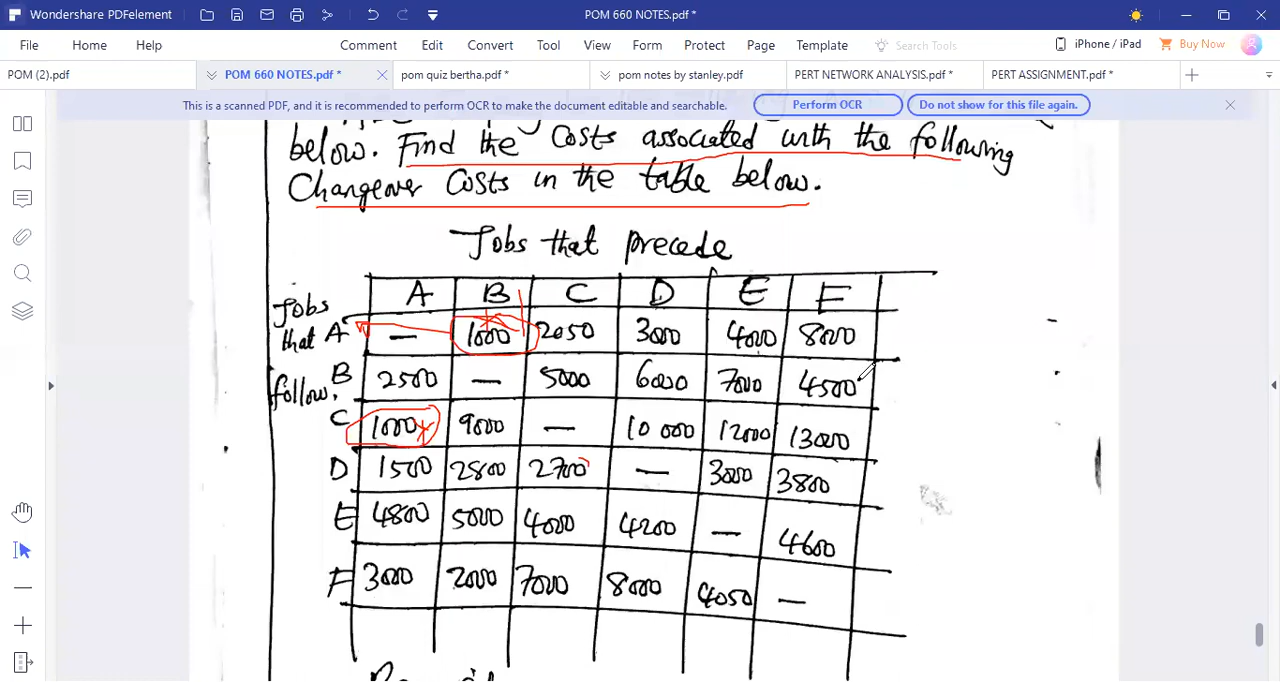 Wondershare PDFelement
POM 660 NOTES.pdf *
File Home Help Comment Edit Convert Tool View Form Protect Page Template Search Tools iPhone / iPad Buy Now
POM (2).pdf POM 660 NOTES.pdf * pom quiz bertha.pdf * pom notes by stanley.pdf PERT NETWORK ANALYSIS.pdf * PERT ASSIGNMENT.pdf *
This is a scanned PDF, and it is recommended to perform OCR to make the document editable and searchable. Perform OCR Do not show for this file again.
below. Find the Costs associated with the following
Changeover Costs in the table below.
Jobs that precede
A B C D E F
Jobs that follow.
A — 1000 2050 3000 4000 8000
B 2500 — 5000 6000 7000 4500
C 1000 9000 — 10 000 12000 13000
D 1500 2800 2700 — 3000 3800
E 4800 5000 4000 4200 — 4600
F 3000 2000 7000 8000 4050 —